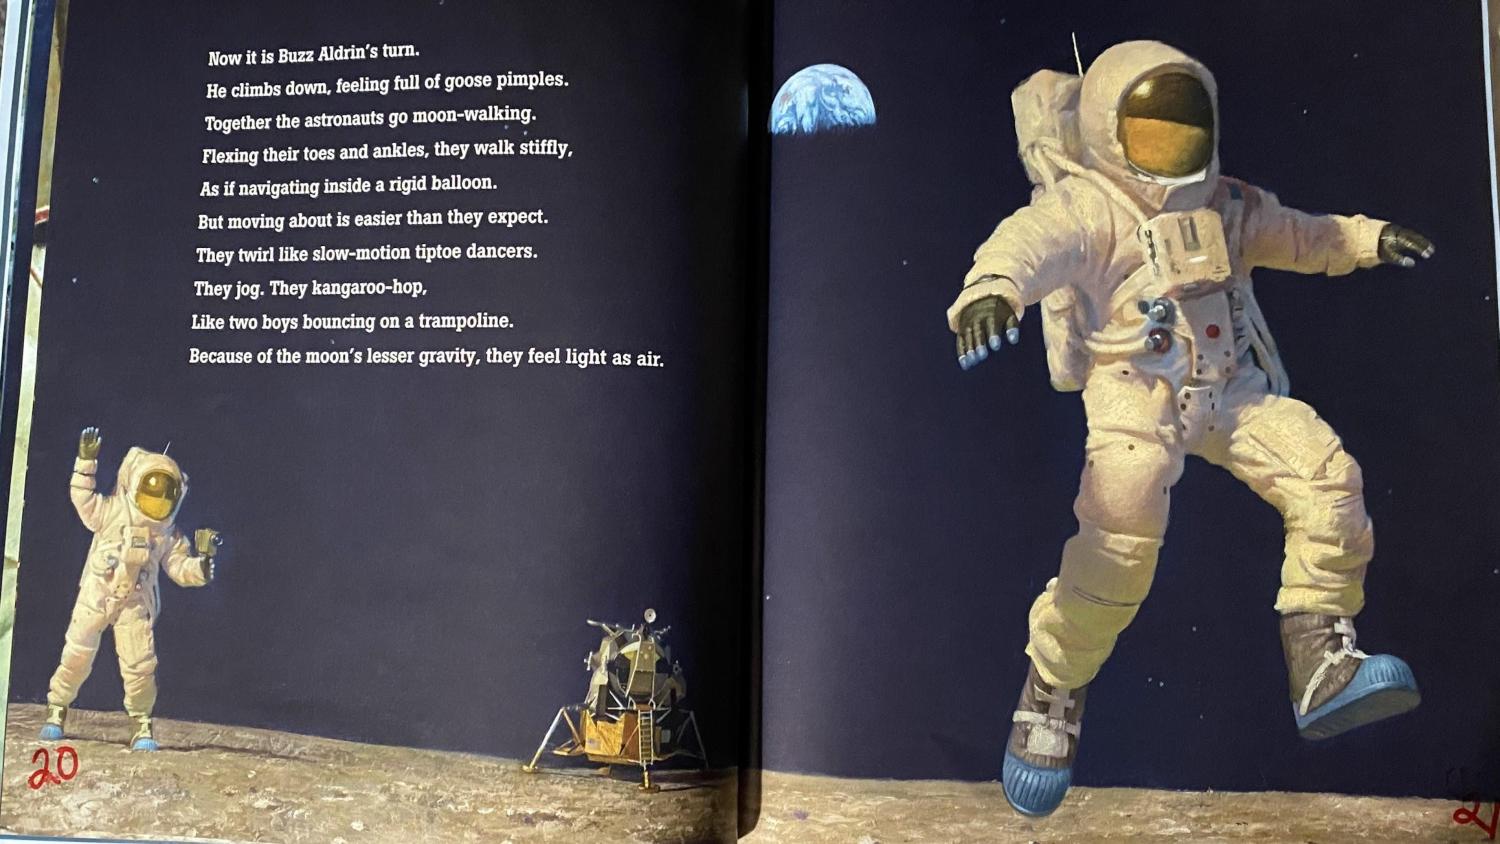 Now it is Buzz Aldrin's turn.
He climbs down, feeling full of goose pimples.
Together the astronauts go moon-walking.
Flexing their toes and ankles, they walk stiffly,
As if navigating inside a rigid balloon.
But moving about is easier than they expect.
They twirl like slow-motion tiptoe dancers.
They jog. They kangaroo-hop,
Like two boys bouncing on a trampoline.
Because of the moon's lesser gravity, they feel light as air.
20
21